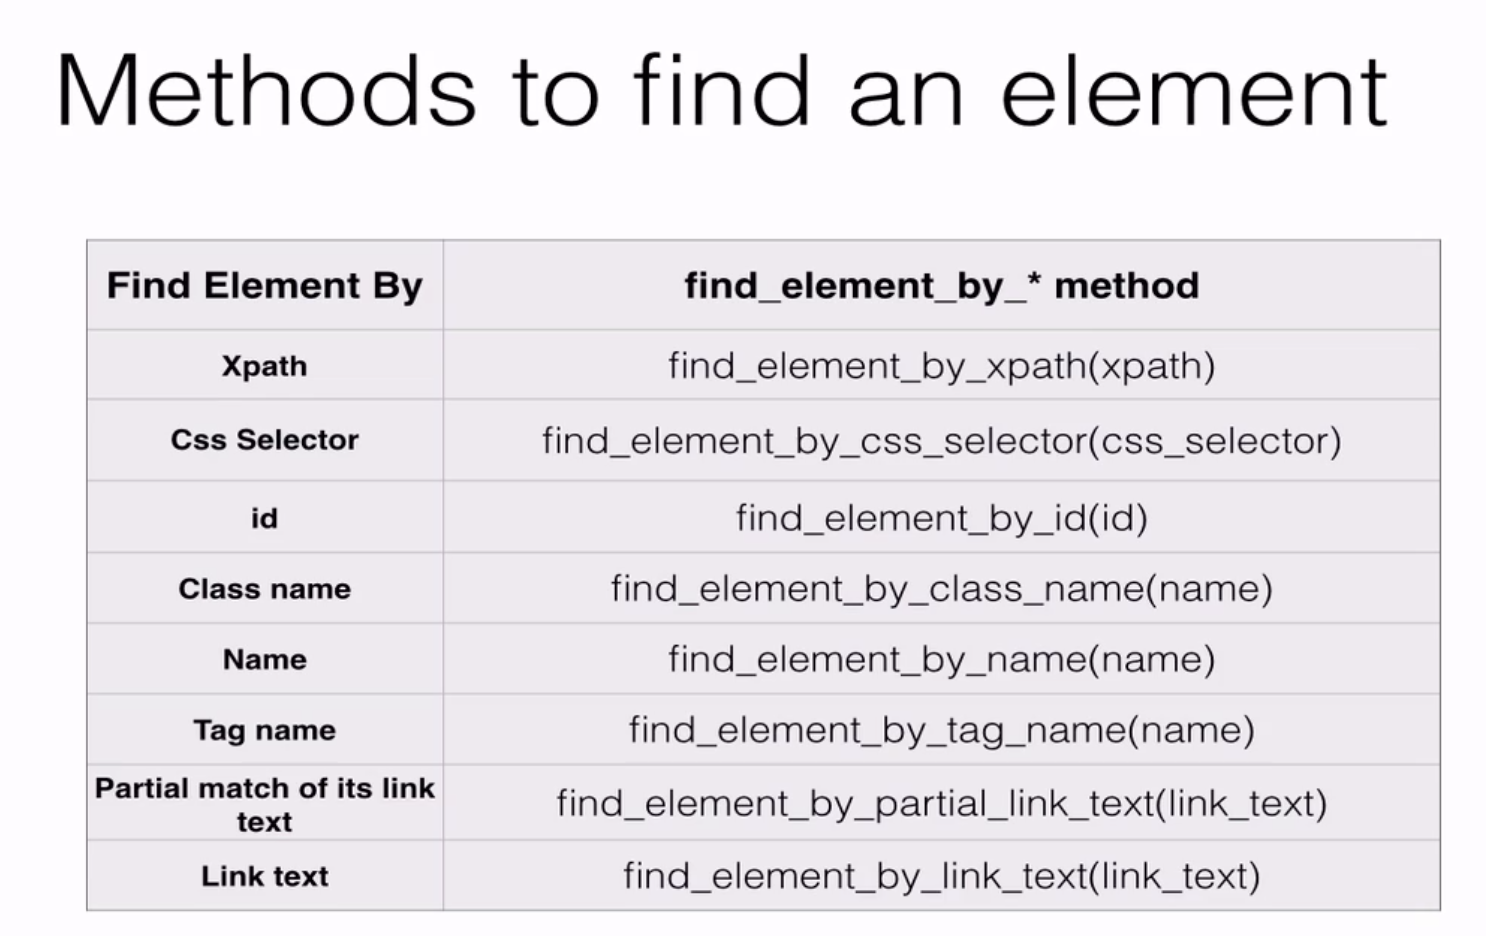 Methods to find an element
Find Element By find_element_by_* method
Xpath find_element_by_xpath(xpath)
Css Selector find_element_by_css_selector(css_selector)
id find_element_by_id(id)
Class name find_element_by_class_name(name)
Name find_element_by_name(name)
Tag name find_element_by_tag_name(name)
Partial match of its link
text
find_element_by_partial_link_text(link_text)
Link text find_element_by_link_text(link_text)